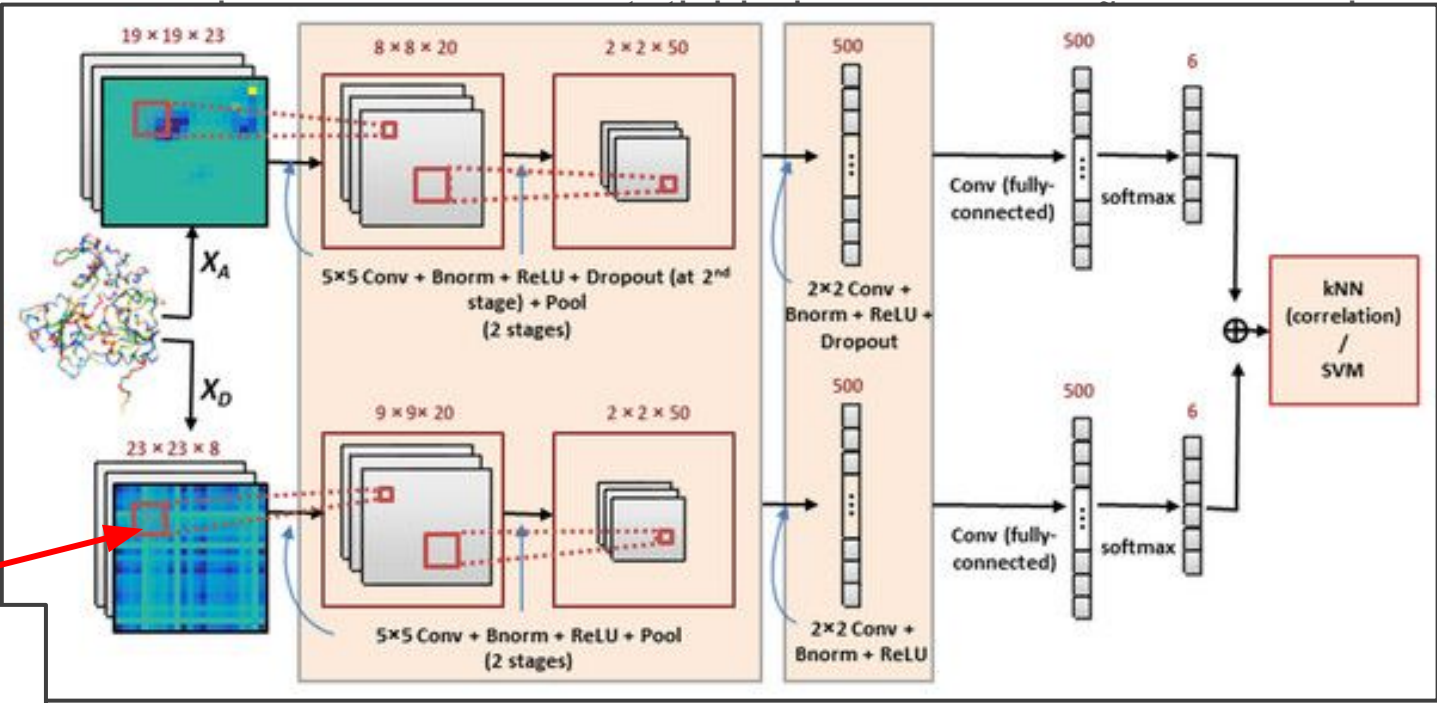 19 × 19 × 23
8 × 8 × 20
2 × 2 × 50
500
500
6
X_A
5×5 Conv + Bnorm + ReLU + Dropout (at 2nd
stage) + Pool
(2 stages)
2×2 Conv +
Bnorm + ReLU +
Dropout
Conv (fully-
connected)
softmax
kNN
(correlation)
/
SVM
X_D
23 × 23 × 8
9 × 9× 20
2 × 2 × 50
500
500
6
5×5 Conv + Bnorm + ReLU + Pool
(2 stages)
2×2 Conv +
Bnorm + ReLU
Conv (fully-
connected)
softmax